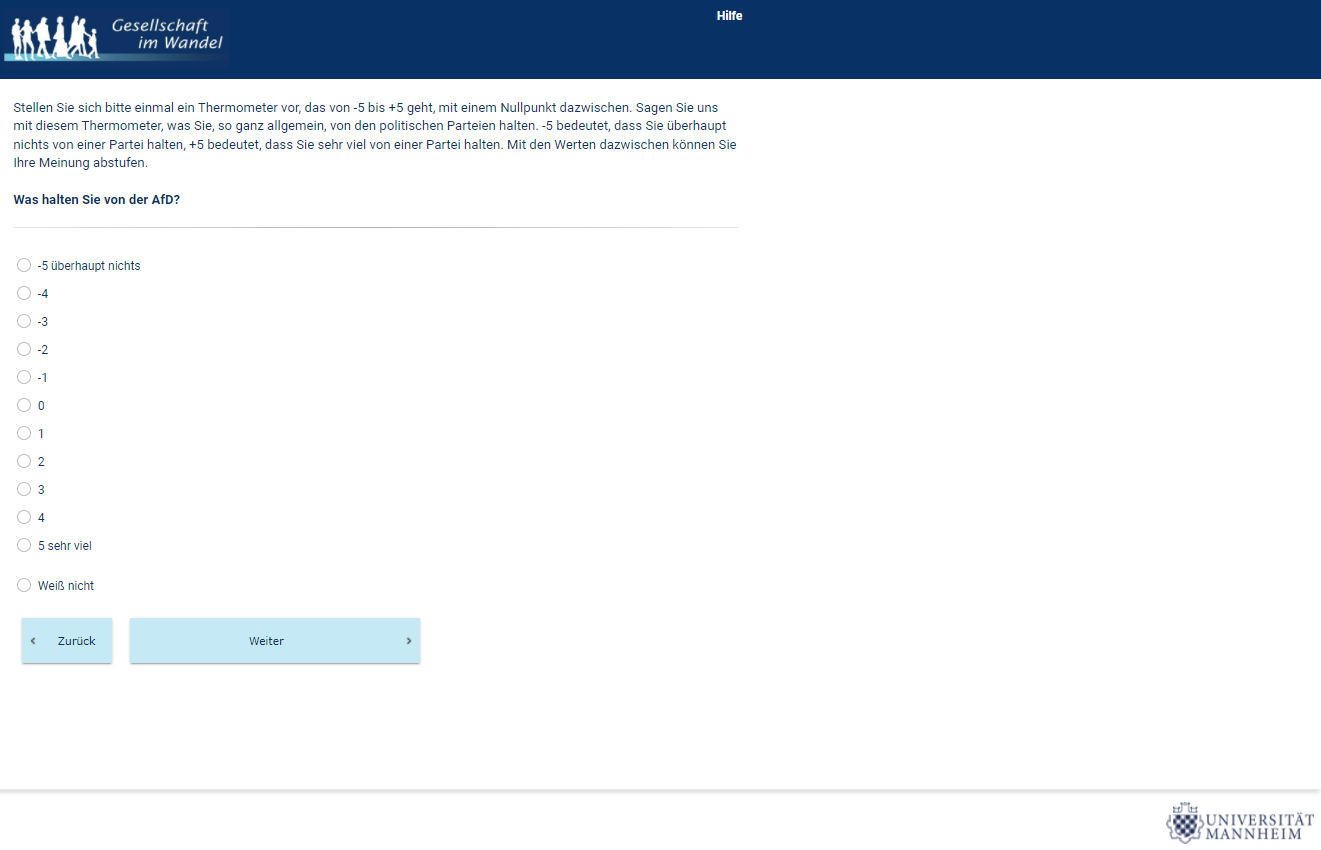 Gesellschaft
im Wandel
Hilfe
Stellen Sie sich bitte einmal ein Thermometer vor, das von -5 bis +5 geht, mit einem Nullpunkt dazwischen. Sagen Sie uns
mit diesem Thermometer, was Sie, so ganz allgemein, von den politischen Parteien halten. -5 bedeutet, dass Sie überhaupt
nichts von einer Partei halten, +5 bedeutet, dass Sie sehr viel von einer Partei halten. Mit den Werten dazwischen können Sie
Ihre Meinung abstufen.
Was halten Sie von der AfD?
-5 überhaupt nichts
-4
-3
-2
-1
0
1
2
3
4
5 sehr viel
Weiß nicht
‹ Zurück
Weiter ›
UNIVERSITÄT
MANNHEIM